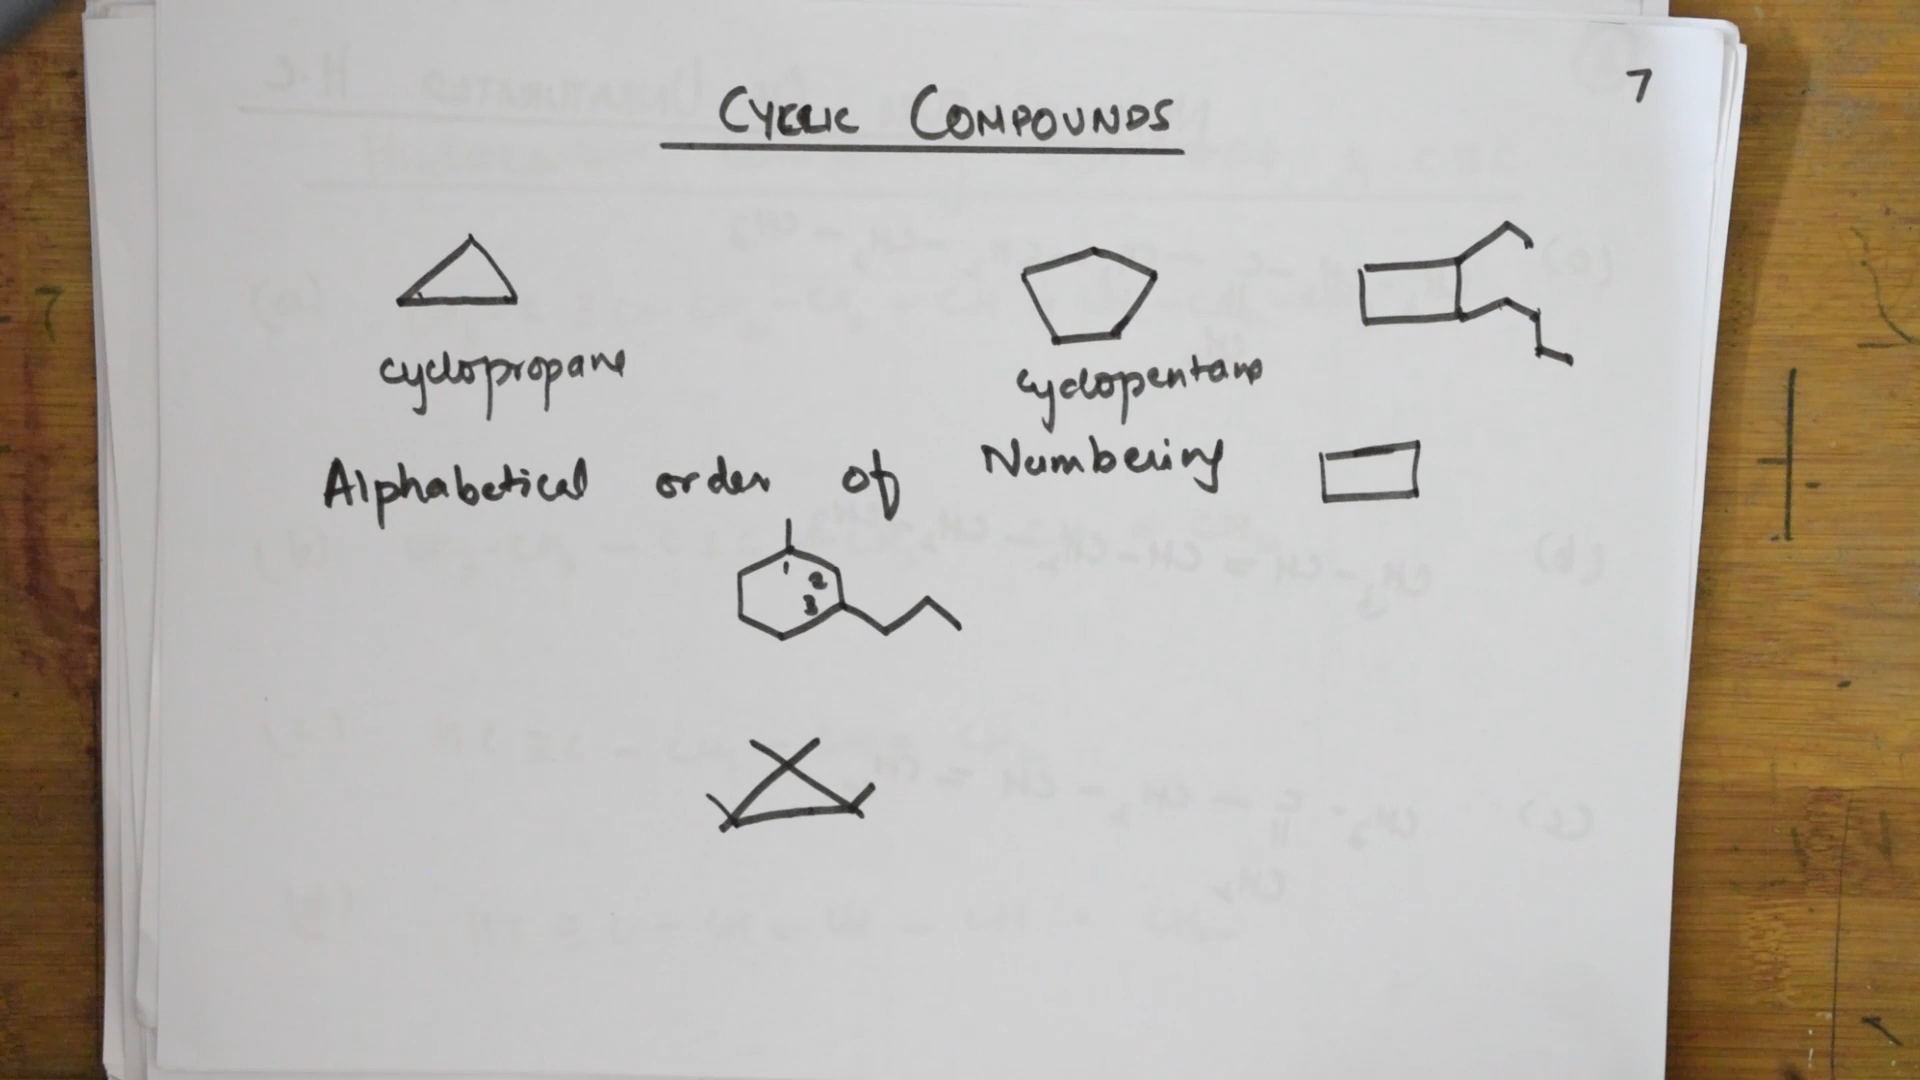 7
CYCLIC COMPOUNDS
cyclopropane
cyclopentane
Alphabetical order of Numbering
1
2
3